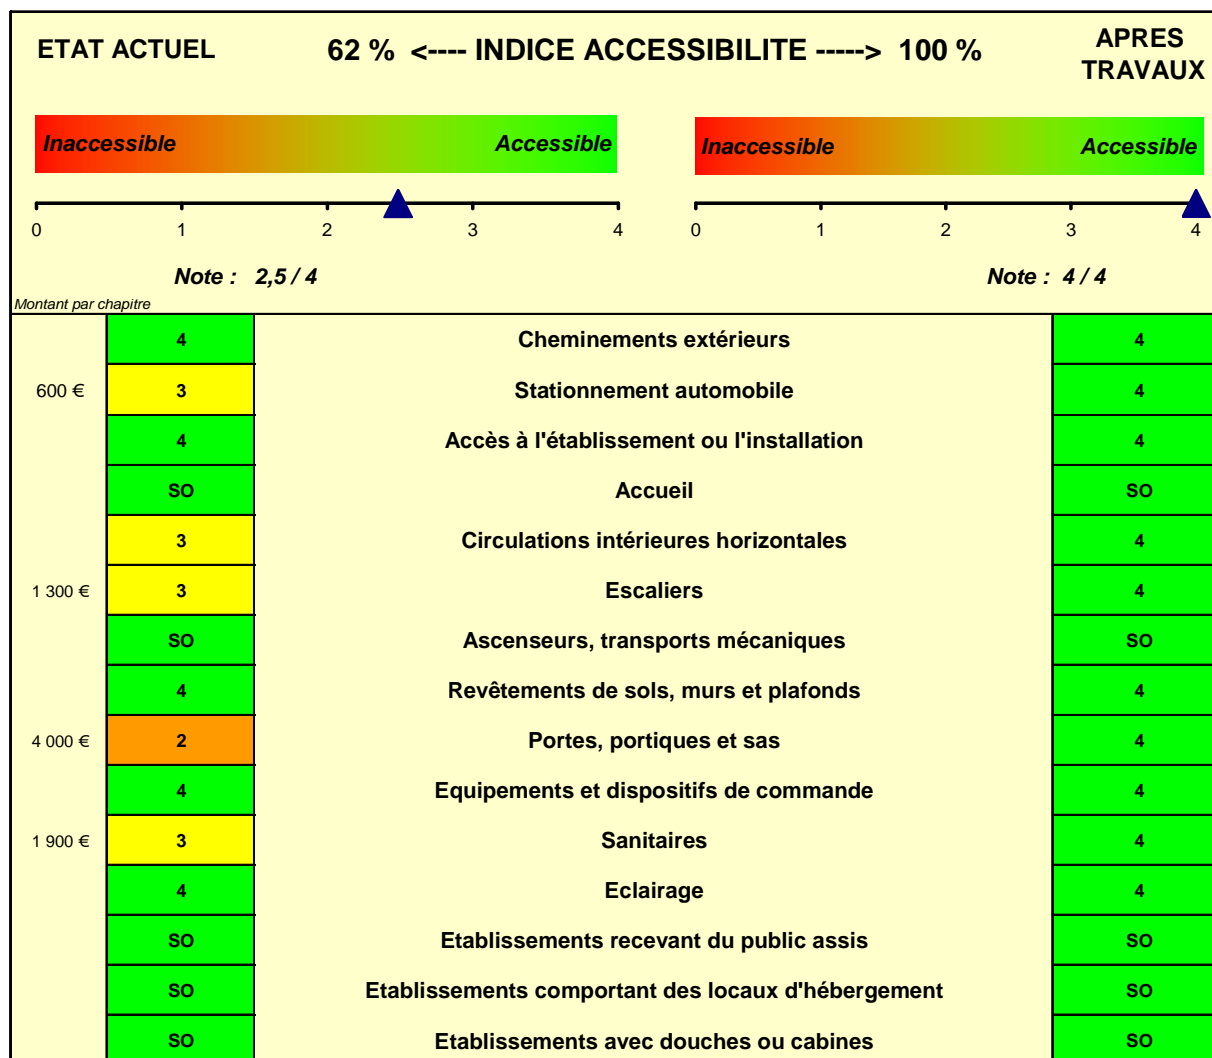 ETAT ACTUEL 62 % <---- INDICE ACCESSIBILITE -----> 100 % APRES TRAVAUX
Inaccessible Accessible Inaccessible Accessible
0 1 2 3 4 0 1 2 3 4
Note : 2,5 / 4 Note : 4 / 4
Montant par chapitre
4 Cheminements extérieurs 4
600 € 3 Stationnement automobile 4
4 Accès à l'établissement ou l'installation 4
SO Accueil SO
3 Circulations intérieures horizontales 4
1 300 € 3 Escaliers 4
SO Ascenseurs, transports mécaniques SO
4 Revêtements de sols, murs et plafonds 4
4 000 € 2 Portes, portiques et sas 4
4 Equipements et dispositifs de commande 4
1 900 € 3 Sanitaires 4
4 Eclairage 4
SO Etablissements recevant du public assis SO
SO Etablissements comportant des locaux d'hébergement SO
SO Etablissements avec douches ou cabines SO